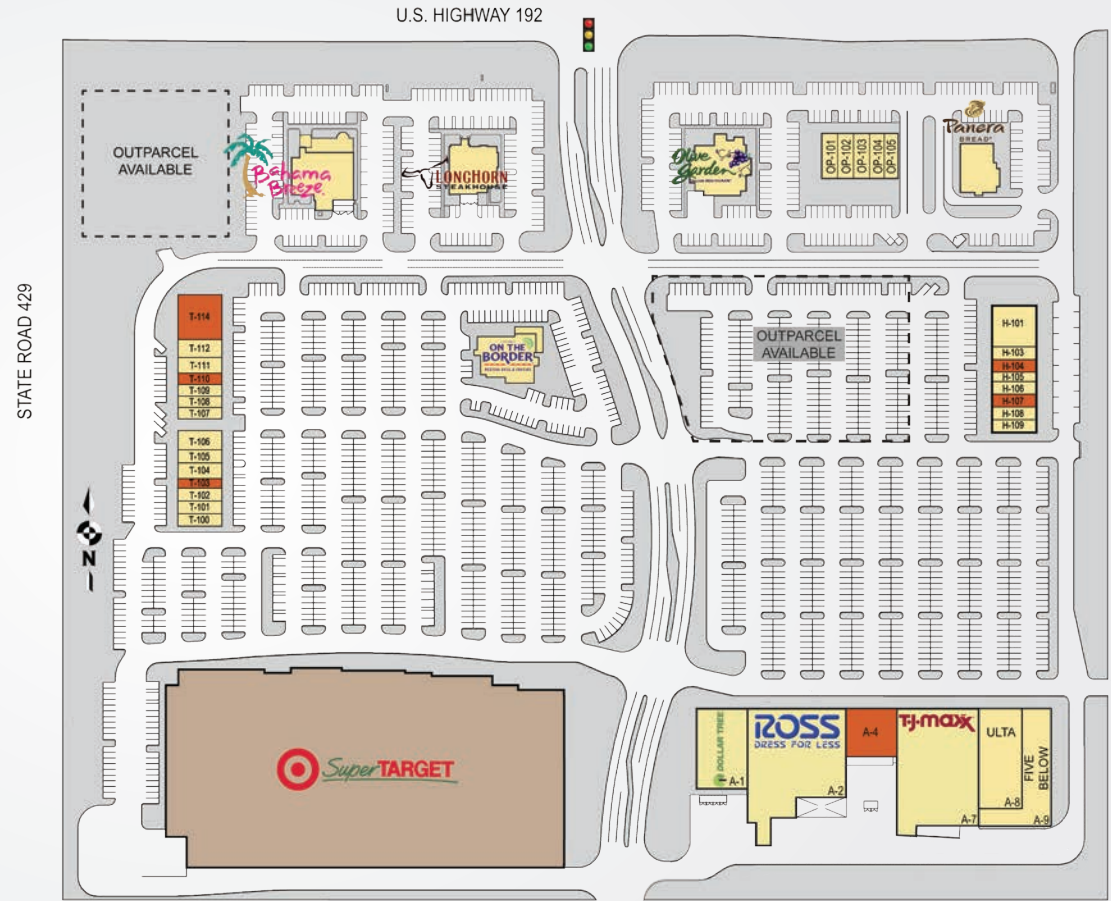 U.S. HIGHWAY 192
STATE ROAD 429
OUTPARCEL
AVAILABLE
Bahama
Breeze
LONGHORN
STEAKHOUSE
Olive
Garden
OP-101
OP-102
OP-103
OP-104
OP-105
Panera
BREAD
T-114
T-112
T-111
T-110
T-109
T-108
T-107
T-106
T-105
T-104
T-103
T-102
T-101
T-100
ON THE
BORDER
OUTPARCEL
AVAILABLE
H-101
H-103
H-104
H-105
H-106
H-107
H-108
H-109
N
SuperTARGET
DOLLAR TREE
A-1
ROSS
DRESS FOR LESS
A-2
A-4
T·J·maxx
A-7
ULTA
A-8
FIVE
BELOW
A-9